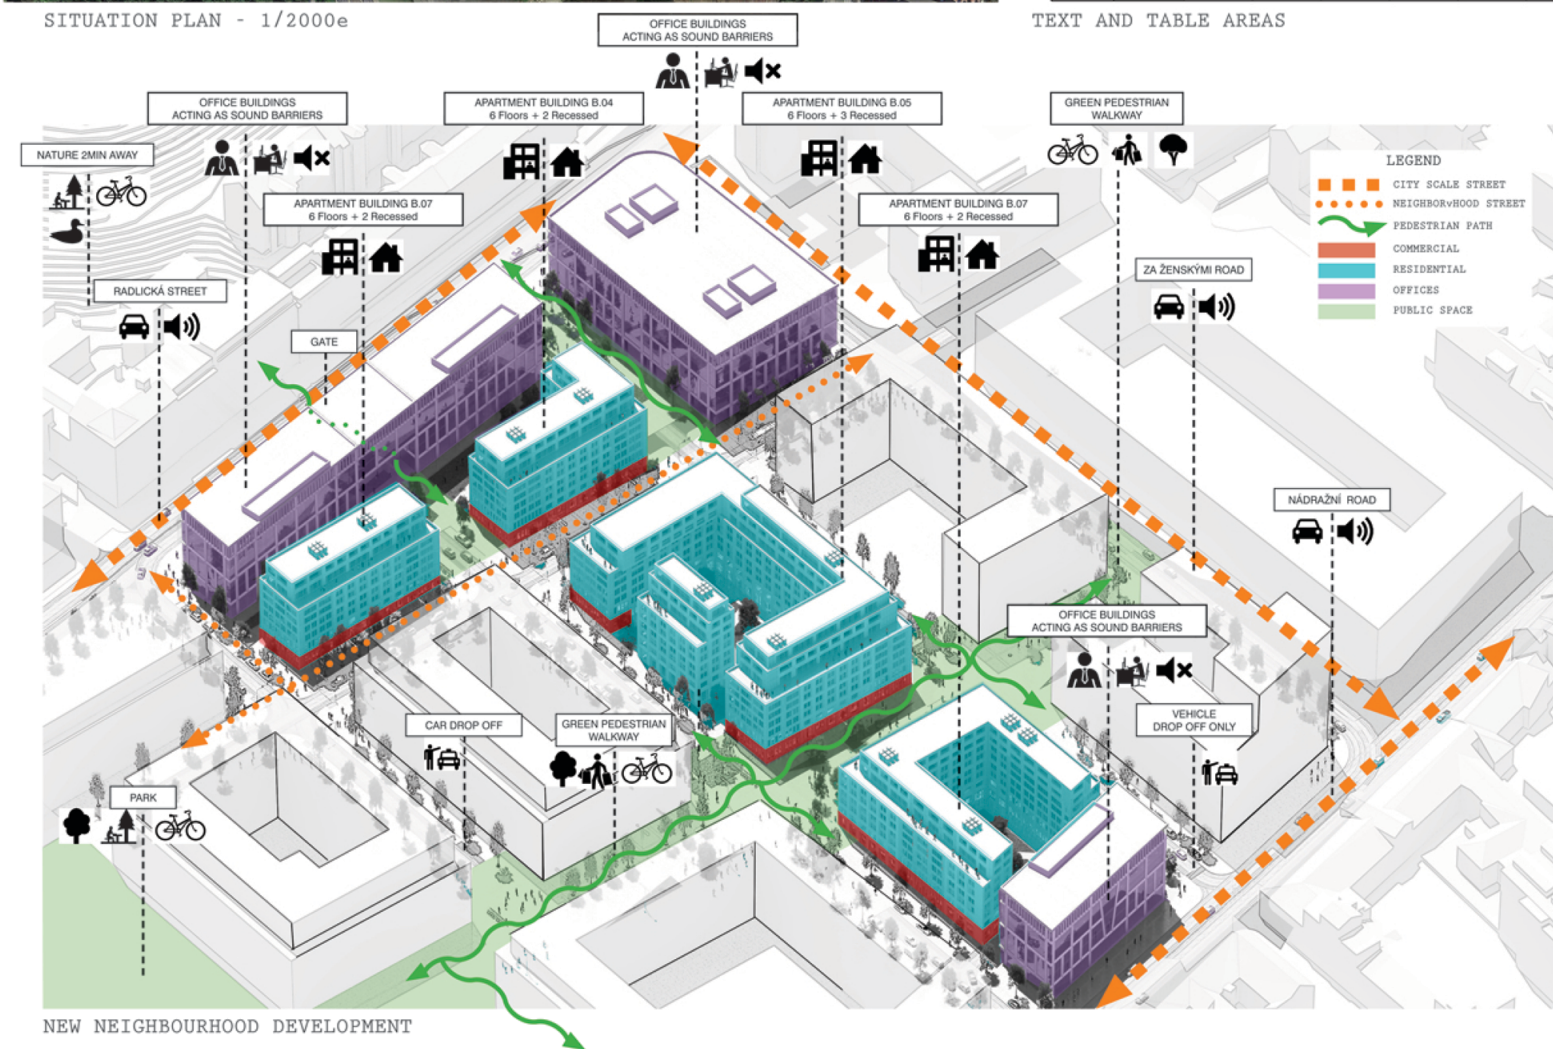 SITUATION PLAN - 1/2000e
TEXT AND TABLE AREAS
OFFICE BUILDINGS
ACTING AS SOUND BARRIERS
OFFICE BUILDINGS
ACTING AS SOUND BARRIERS
APARTMENT BUILDING B.04
6 Floors + 2 Recessed
APARTMENT BUILDING B.05
6 Floors + 3 Recessed
GREEN PEDESTRIAN
WALKWAY
NATURE 2MIN AWAY
APARTMENT BUILDING B.07
6 Floors + 2 Recessed
APARTMENT BUILDING B.07
6 Floors + 2 Recessed
LEGEND
CITY SCALE STREET
NEIGHBORvHOOD STREET
PEDESTRIAN PATH
COMMERCIAL
RESIDENTIAL
OFFICES
PUBLIC SPACE
RADLICKÁ STREET
ZA ŽENSKÝMI ROAD
GATE
NÁDRAŽNÍ ROAD
OFFICE BUILDINGS
ACTING AS SOUND BARRIERS
CAR DROP OFF
GREEN PEDESTRIAN
WALKWAY
VEHICLE
DROP OFF ONLY
PARK
NEW NEIGHBOURHOOD DEVELOPMENT